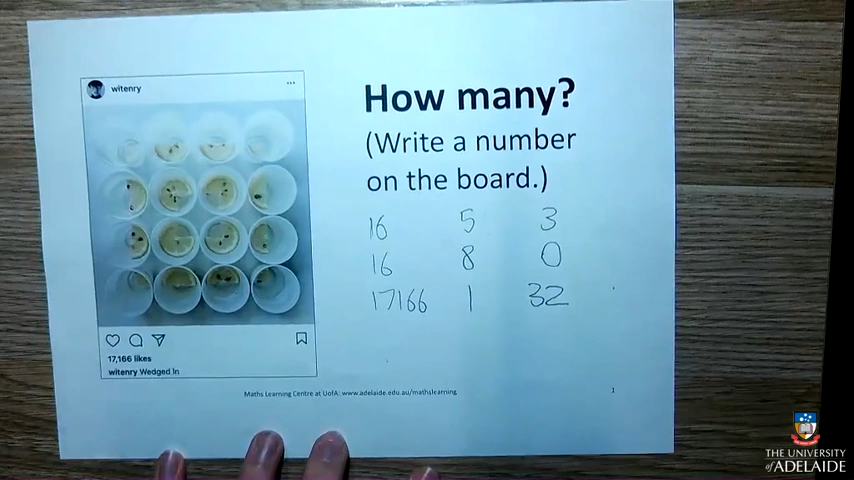 witenry
How many?
(Write a number
on the board.)
16 5 3
16 8 0
17166 1 32
17,166 likes
witenry Wedged In
Maths Learning Centre at UofA: www.adelaide.edu.au/mathslearning
1
THE UNIVERSITY
of ADELAIDE